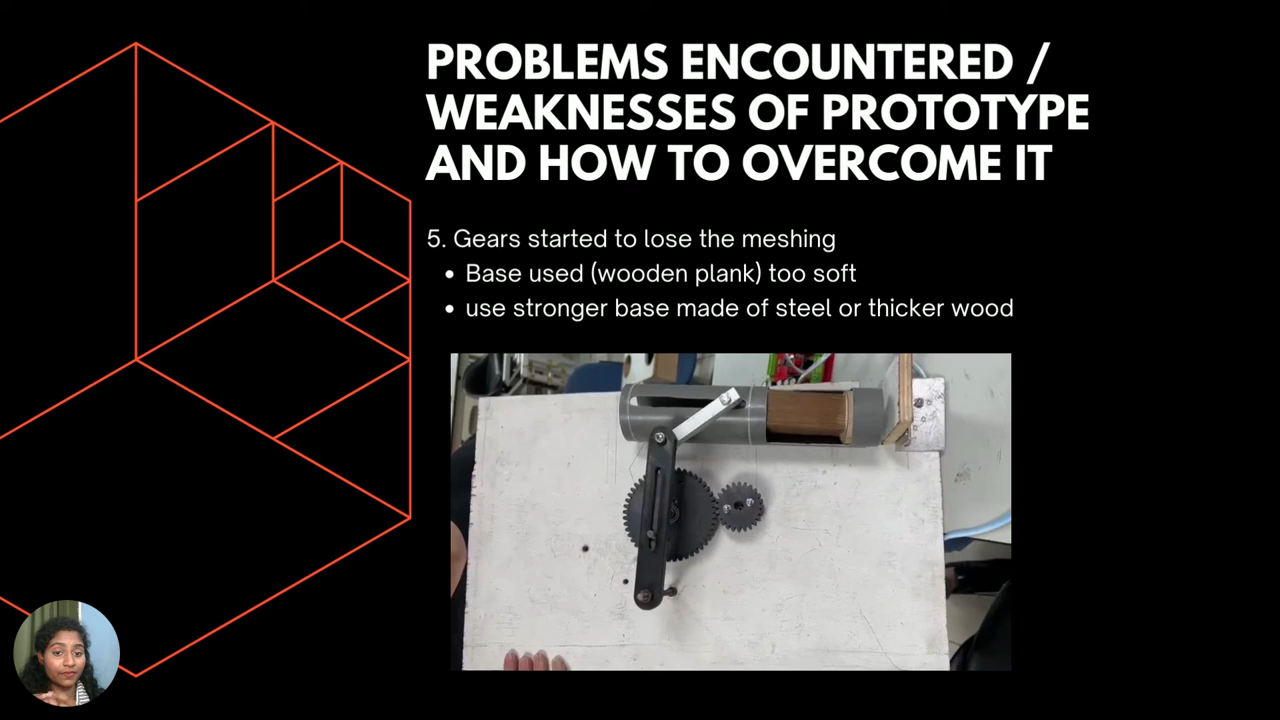 PROBLEMS ENCOUNTERED /
WEAKNESSES OF PROTOTYPE
AND HOW TO OVERCOME IT
5. Gears started to lose the meshing
• Base used (wooden plank) too soft
• use stronger base made of steel or thicker wood